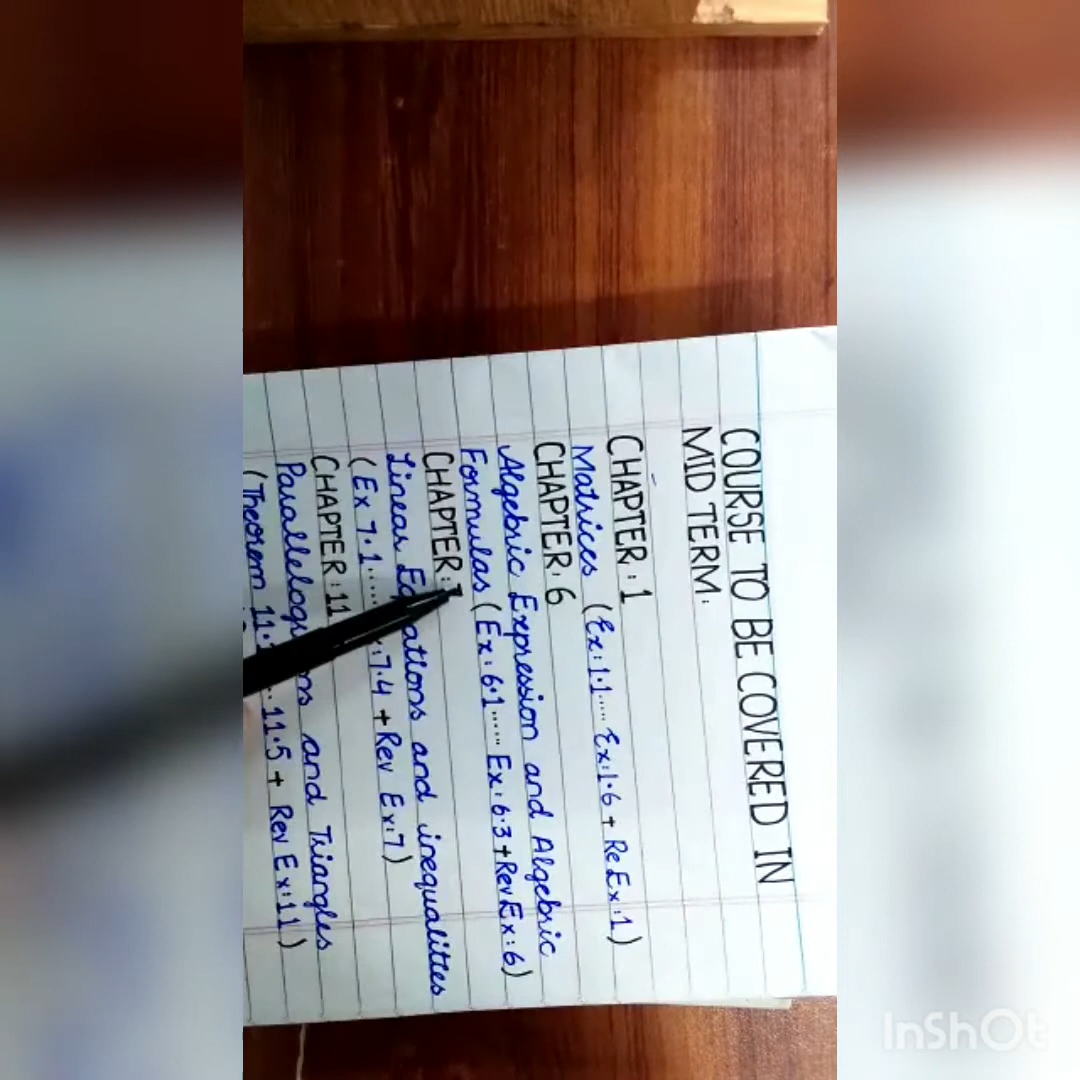 COURSE TO BE COVERED IN
MID TERM.
CHAPTER : 1
Matrices (Ex: 1.1..... Ex: 1.6 + Re Ex: 1)
CHAPTER. 6
Algebric Expression and Algebric
Formulas (Ex: 6.1..... Ex: 6.3 + Rev Ex: 6)
CHAPTER : 7
Linear and inequalities
(Ex 7.1..... 7.4 + Rev Ex: 7)
CHAPTER : 11
and Triangles
(Theorem 11.5 + Rev Ex: 11)
InShOt